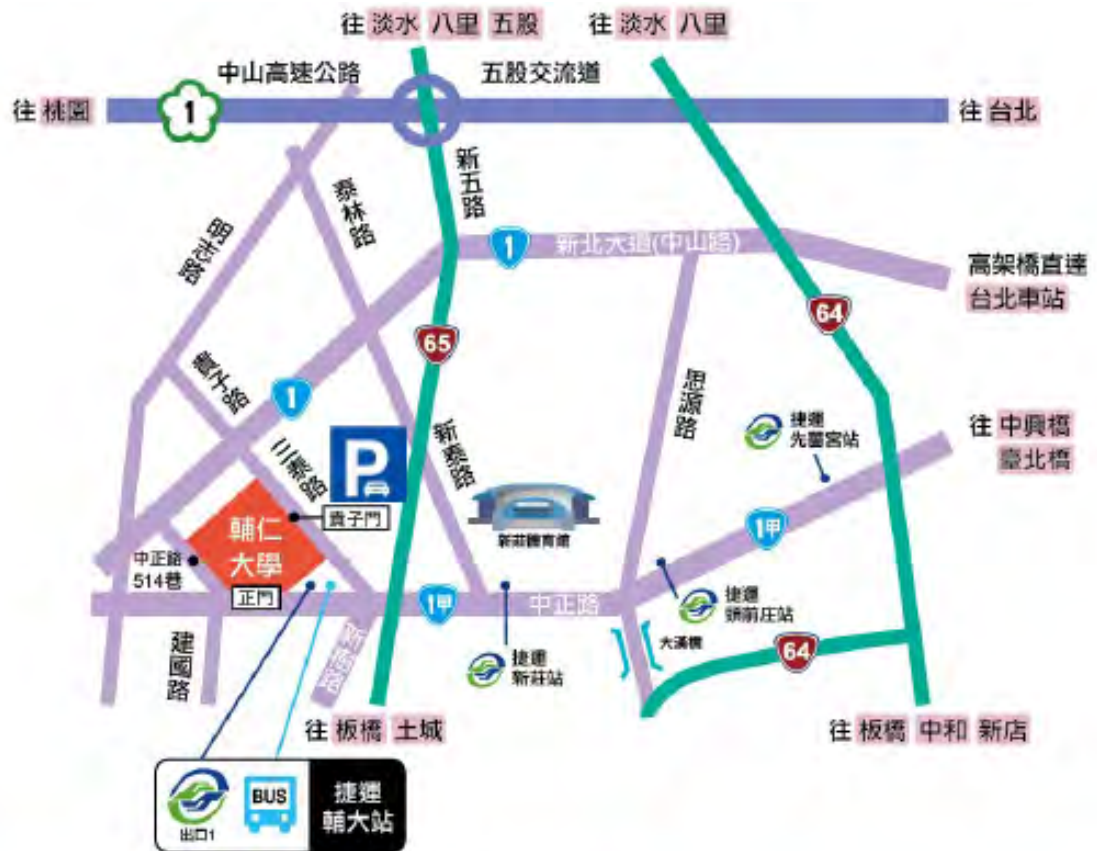 往 淡水 八里 五股
往 淡水 八里
中山高速公路
五股交流道
往 桃園
1
往 台北
新五路
泰林路
明志路
1
新北大道(中山路)
高架橋直達
台北車站
64
65
貴子路
1
思源路
捷運
先嗇宮站
往 中興橋
臺北橋
新泰路
三泰路
P
貴子門
新莊體育館
輔仁
大學
中正路
514巷
正門
1甲
1甲
中正路
捷運
頭前庄站
大漢橋
64
建國路
捷運
新莊站
往 板橋 土城
往 板橋 中和 新店
出口1
BUS
捷運
輔大站